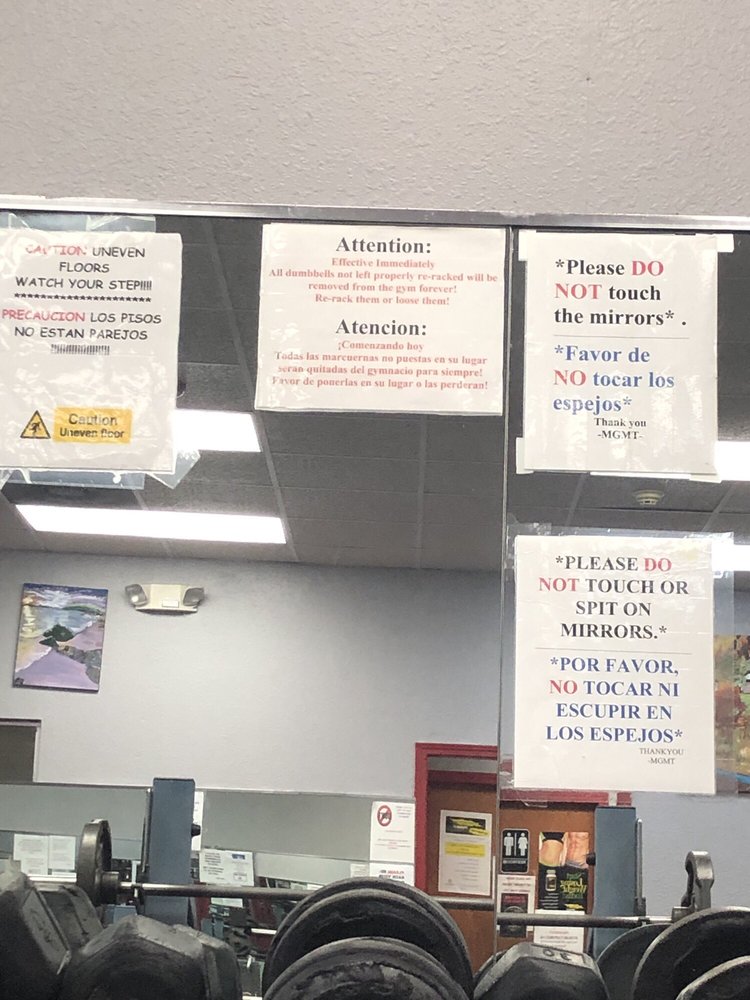 CAUTION UNEVEN
FLOORS
WATCH YOUR STEP!!!!!
********************
PRECAUCION LOS PISOS
NO ESTAN PAREJOS
Caution
Uneven floor
Attention:
Effective Immediately
All dumbbells not left properly re-racked will be
removed from the gym forever!
Re-rack them or loose them!
Atencion:
¡Comenzando hoy
Todas las marcuernas no puestas en su lugar
seran quitadas del gymnacio para siempre!
Favor de ponerlas en su lugar o las perderan!
*Please DO
NOT touch
the mirrors* .
*Favor de
NO tocar los
espejos*
Thank you
-MGMT-
*PLEASE DO
NOT TOUCH OR
SPIT ON
MIRRORS.*
*POR FAVOR,
NO TOCAR NI
ESCUPIR EN
LOS ESPEJOS*
THANKYOU
-MGMT